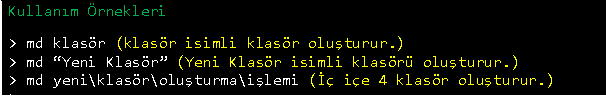 Kullanım Örnekleri
> md klasör (klasör isimli klasör oluşturur.)
> md “Yeni Klasör” (Yeni Klasör isimli klasörü oluşturur.)
> md yeni\klasör\oluşturma\işlemi (İç içe 4 klasör oluşturur.)